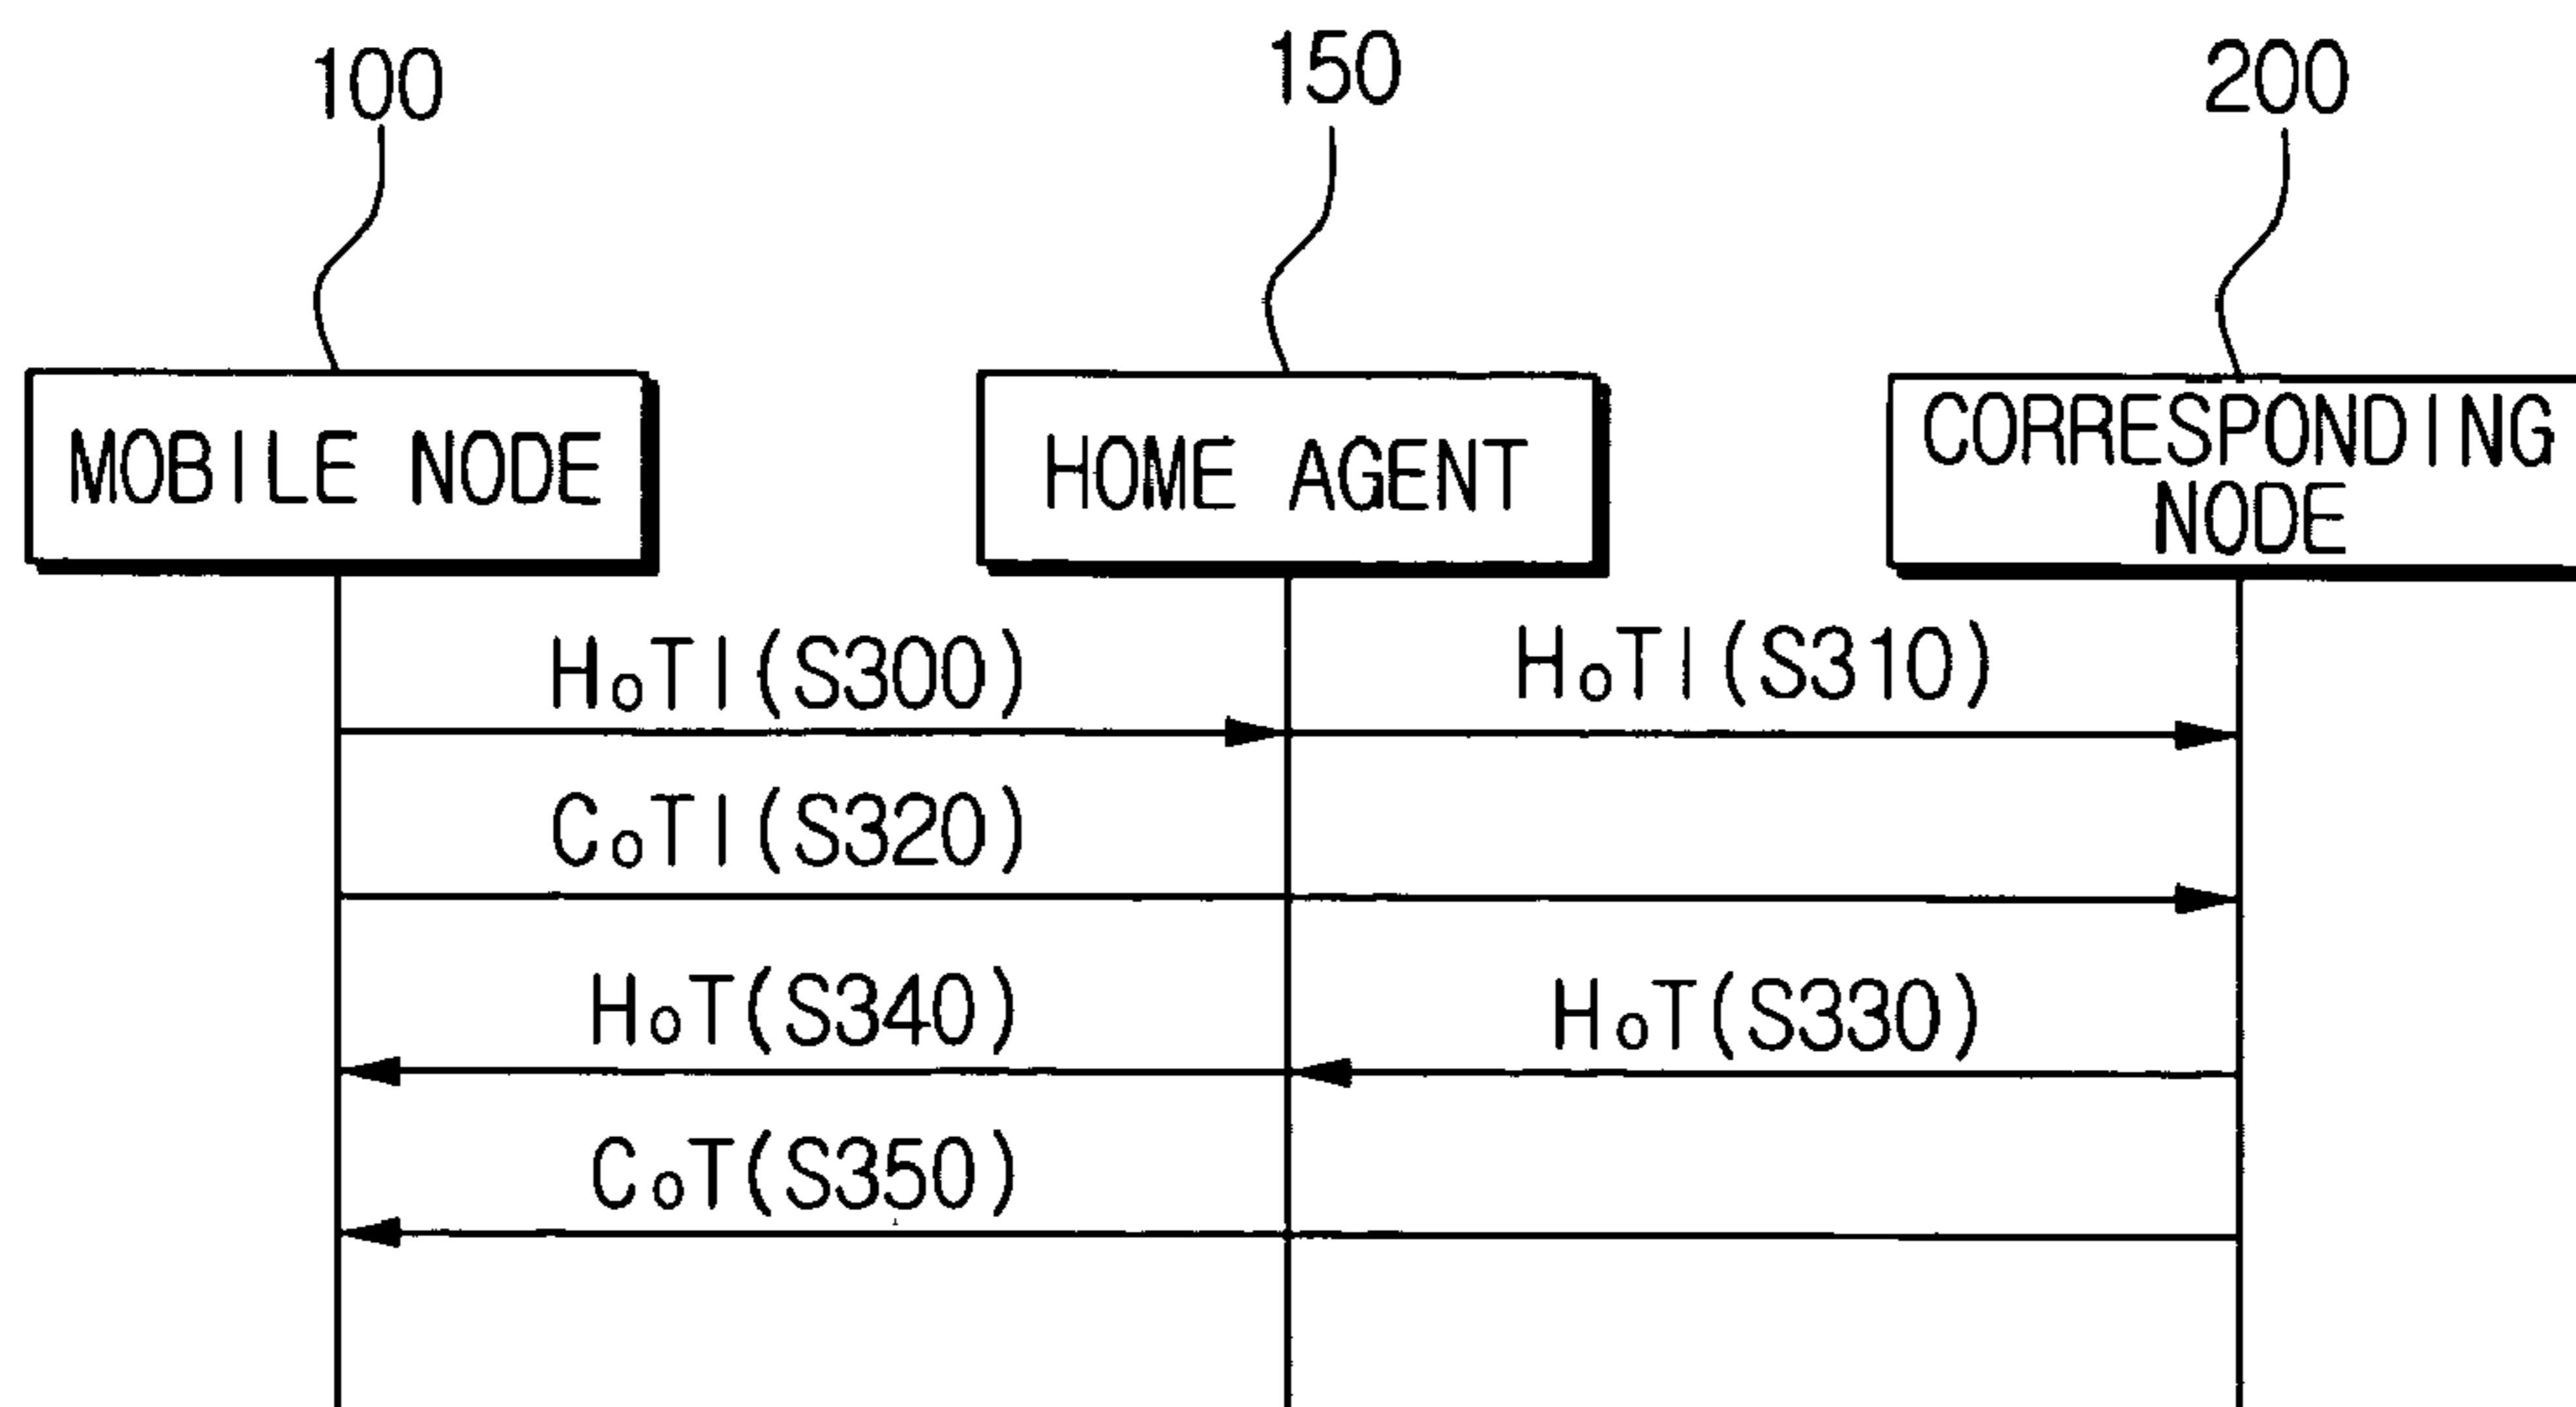 100
150
200
MOBILE NODE
HOME AGENT
CORRESPONDING
NODE
HoTI(S300)
HoTI(S310)
CoTI(S320)
HoT(S340)
HoT(S330)
CoT(S350)